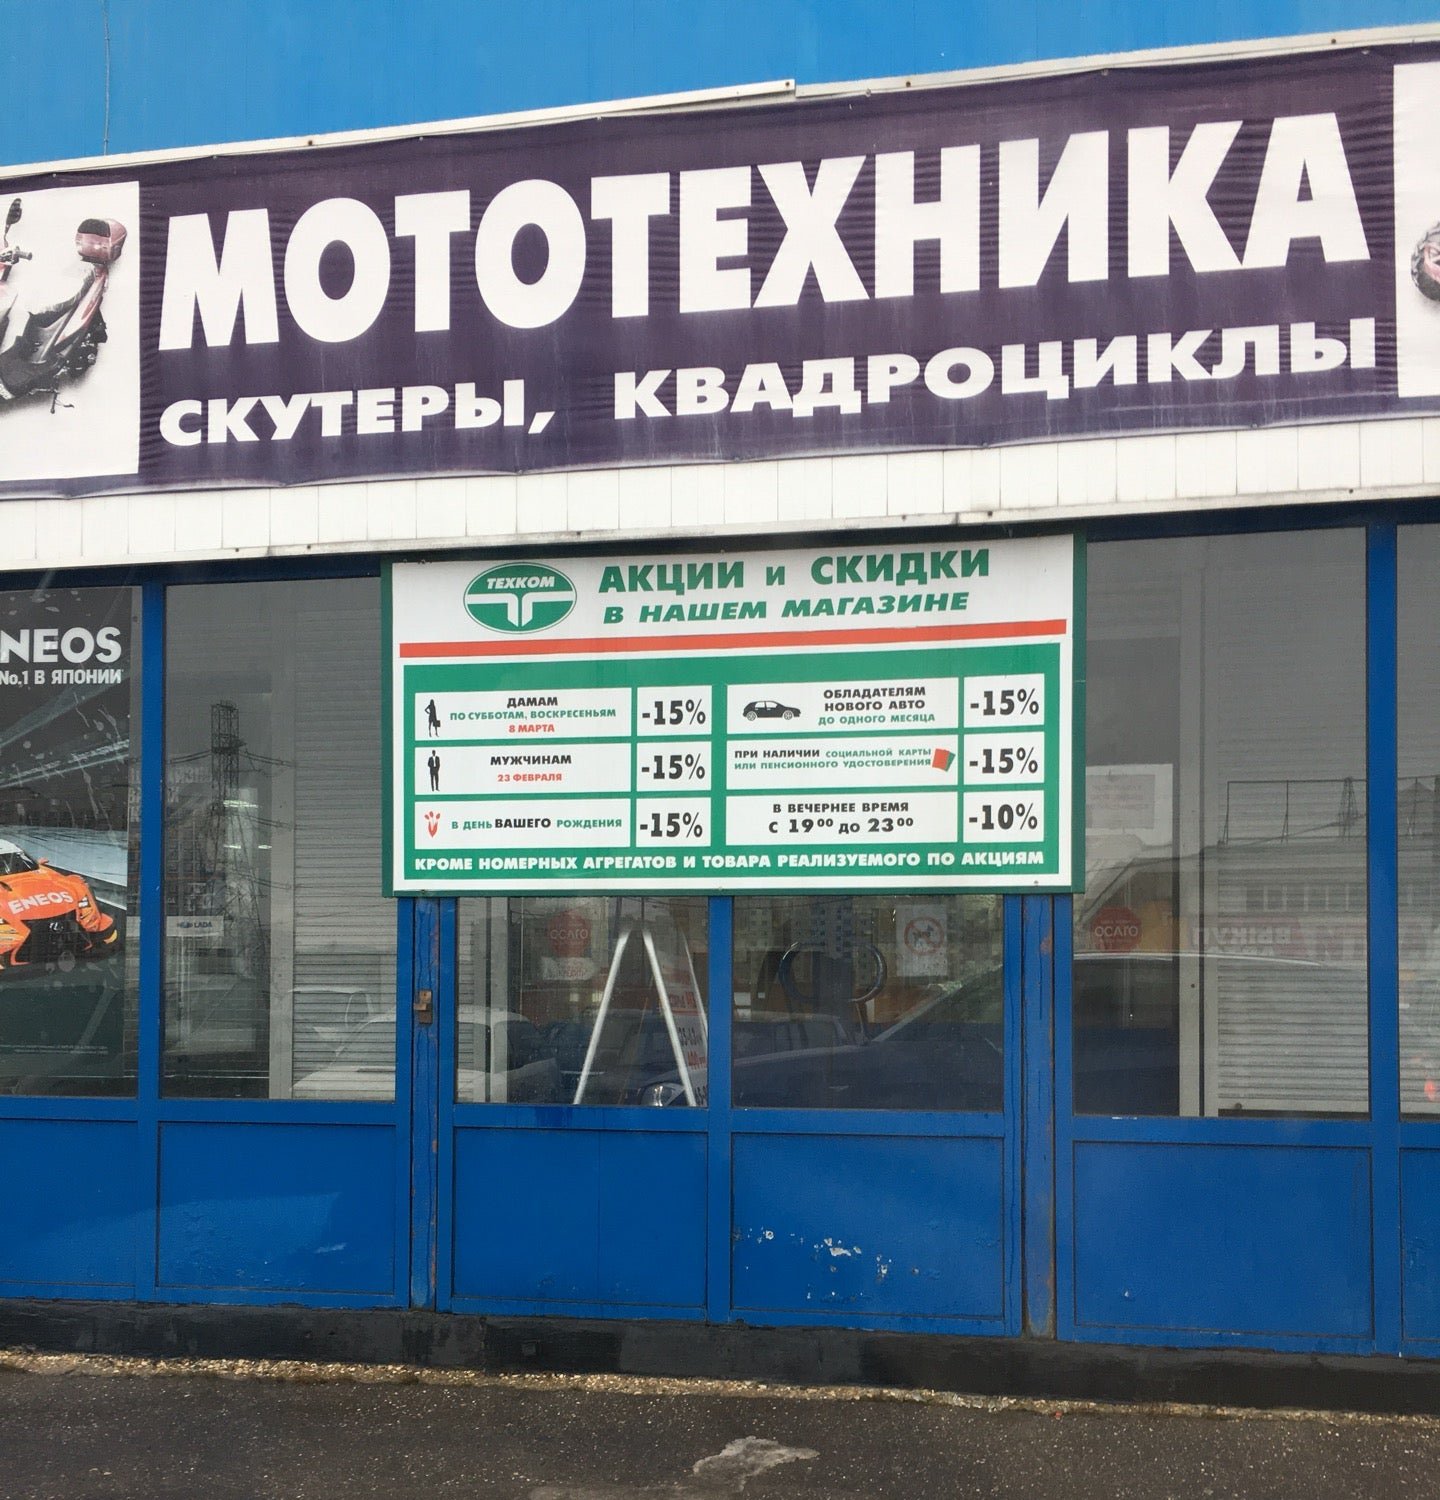 МОТОТЕХНИКА
СКУТЕРЫ, КВАДРОЦИКЛЫ
ТЕХКОМ
АКЦИИ и СКИДКИ
В НАШЕМ МАГАЗИНЕ
ДАМАМ
ПО СУББОТАМ, ВОСКРЕСЕНЬЯМ
8 МАРТА
-15%
МУЖЧИНАМ
23 ФЕВРАЛЯ
-15%
В ДЕНЬ ВАШЕГО РОЖДЕНИЯ
-15%
ОБЛАДАТЕЛЯМ
НОВОГО АВТО
ДО ОДНОГО МЕСЯЦА
-15%
ПРИ НАЛИЧИИ СОЦИАЛЬНОЙ КАРТЫ
ИЛИ ПЕНСИОННОГО УДОСТОВЕРЕНИЯ
-15%
В ВЕЧЕРНЕЕ ВРЕМЯ
С 19⁰⁰ ДО 23⁰⁰
-10%
КРОМЕ НОМЕРНЫХ АГРЕГАТОВ И ТОВАРА РЕАЛИЗУЕМОГО ПО АКЦИЯМ
NEOS
No.1 В ЯПОНИИ
ENEOS
LADA
ОСАГО
ОСАГО
ВЫКУП